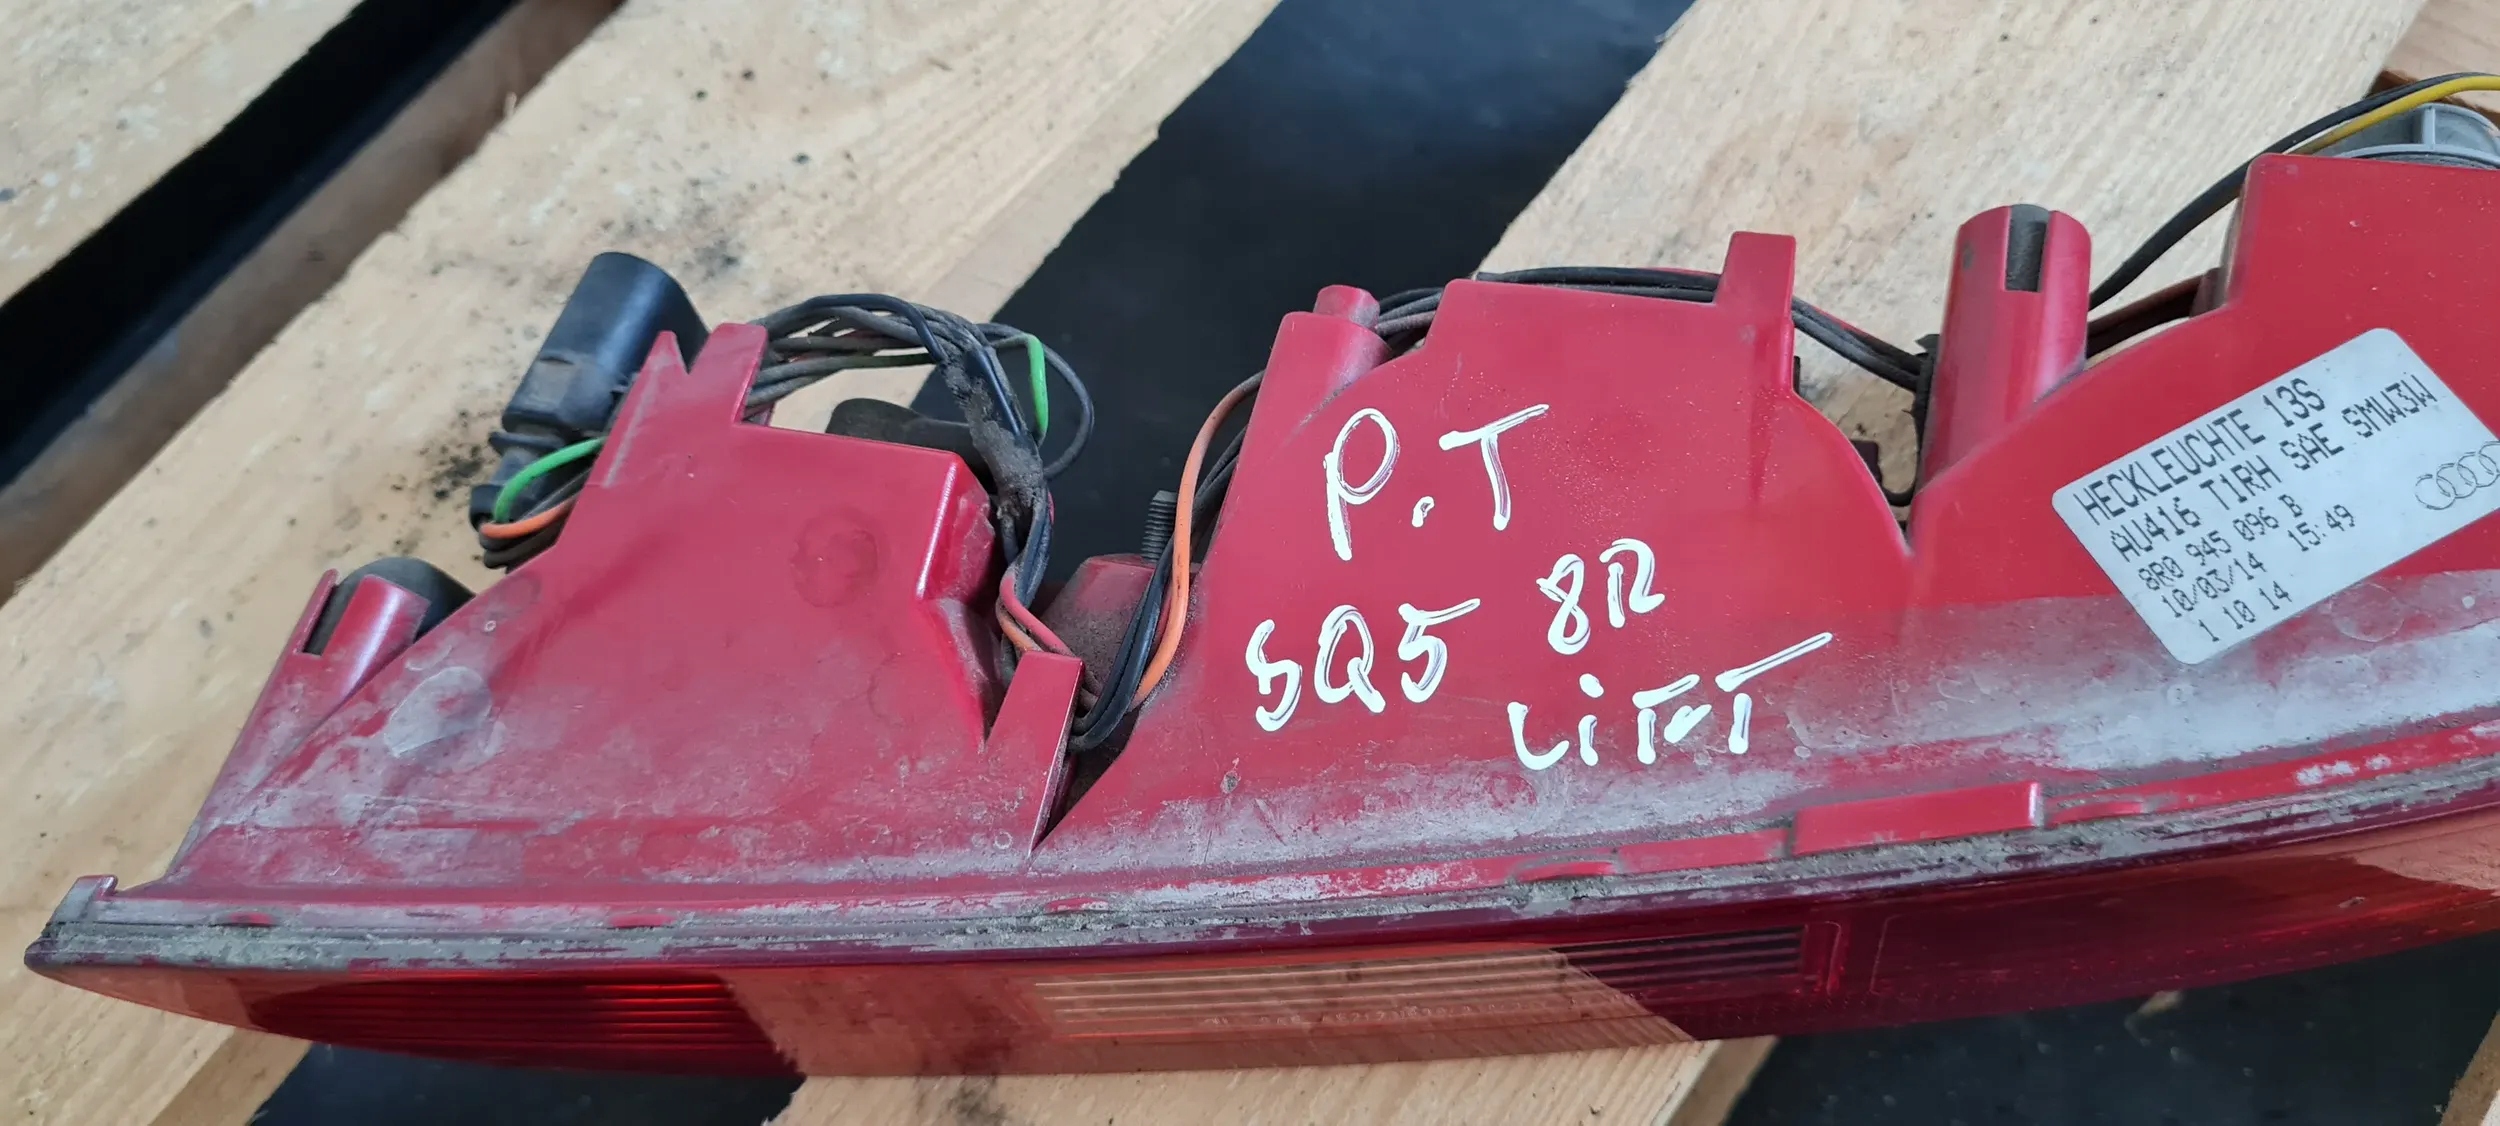 P.T
SQ5 8R
LiFT
HECKLEUCHTE 13S
AU416 T1RH SAE SMW3W
8R0 945 096 B
10/03/14 15:49
1 10 14